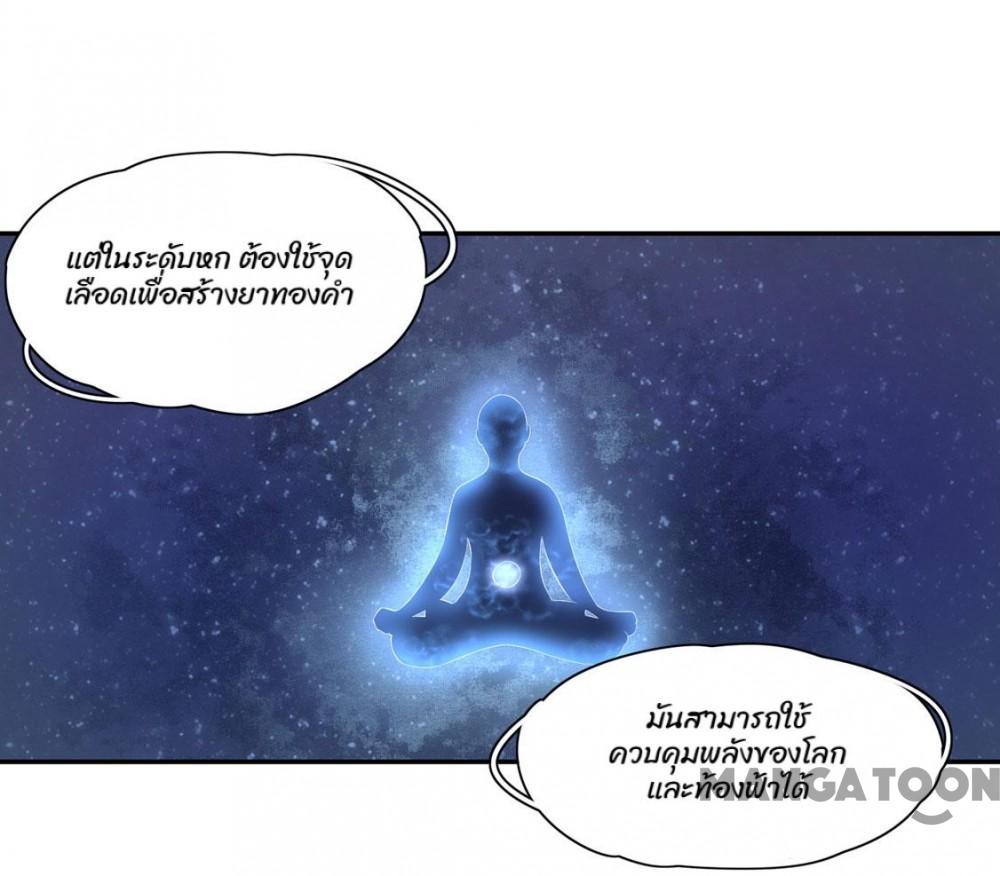 แต่ในระดับหก ต้องใช้จุด
เลือดเพื่อสร้างยาทองคำ
มันสามารถใช้
ควบคุมพลังของโลก
และท้องฟ้าได้
MANGATOON